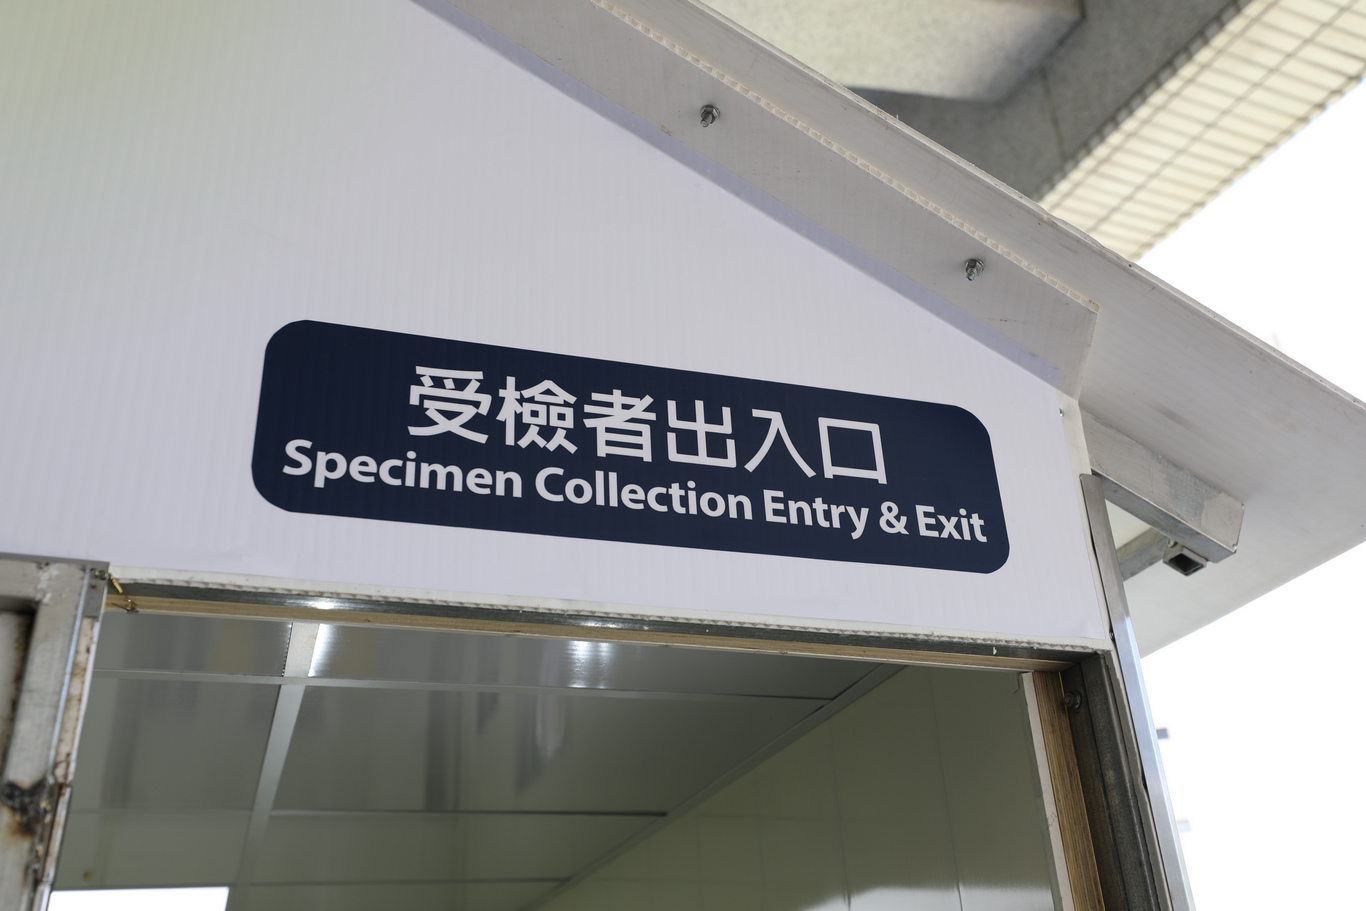 受檢者出入口
Specimen Collection Entry & Exit